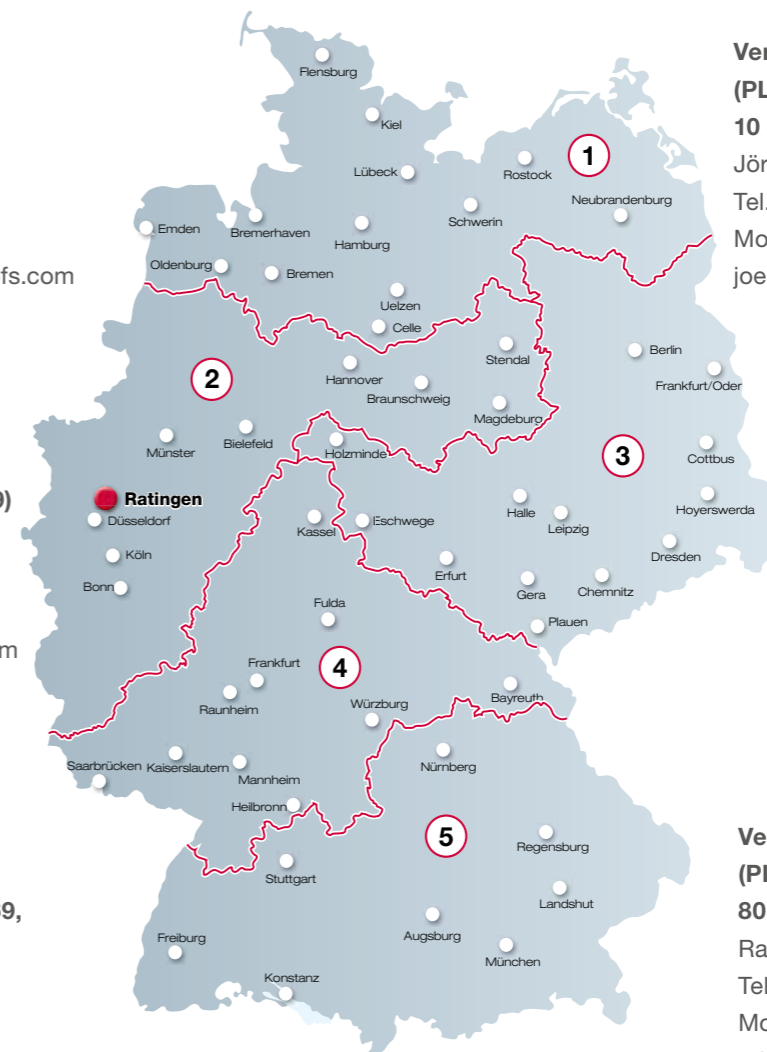 Flensburg
Kiel
Lübeck
Rostock
1
Neubrandenburg
Schwerin
Emden
Bremerhaven
Hamburg
Oldenburg
Bremen
Uelzen
Celle
Stendal
Berlin
Frankfurt/Oder
2
Hannover
Braunschweig
Magdeburg
Münster
Bielefeld
Holzminde
3
Cottbus
Ratingen
Düsseldorf
Kassel
Eschwege
Halle
Leipzig
Hoyerswerda
Dresden
Köln
Bonn
Erfurt
Gera
Chemnitz
Plauen
Fulda
4
Frankfurt
Raunheim
Würzburg
Bayreuth
Saarbrücken
Kaiserslautern
Mannheim
Nürnberg
Heilbronn
5
Regensburg
Stuttgart
Landshut
Augsburg
München
Freiburg
Konstanz
fs.com
9)
m
69,
Ver
(PL
10
Jör
Tel.
Mo
joe
Ve
(PL
80
Ra
Tel
Mo